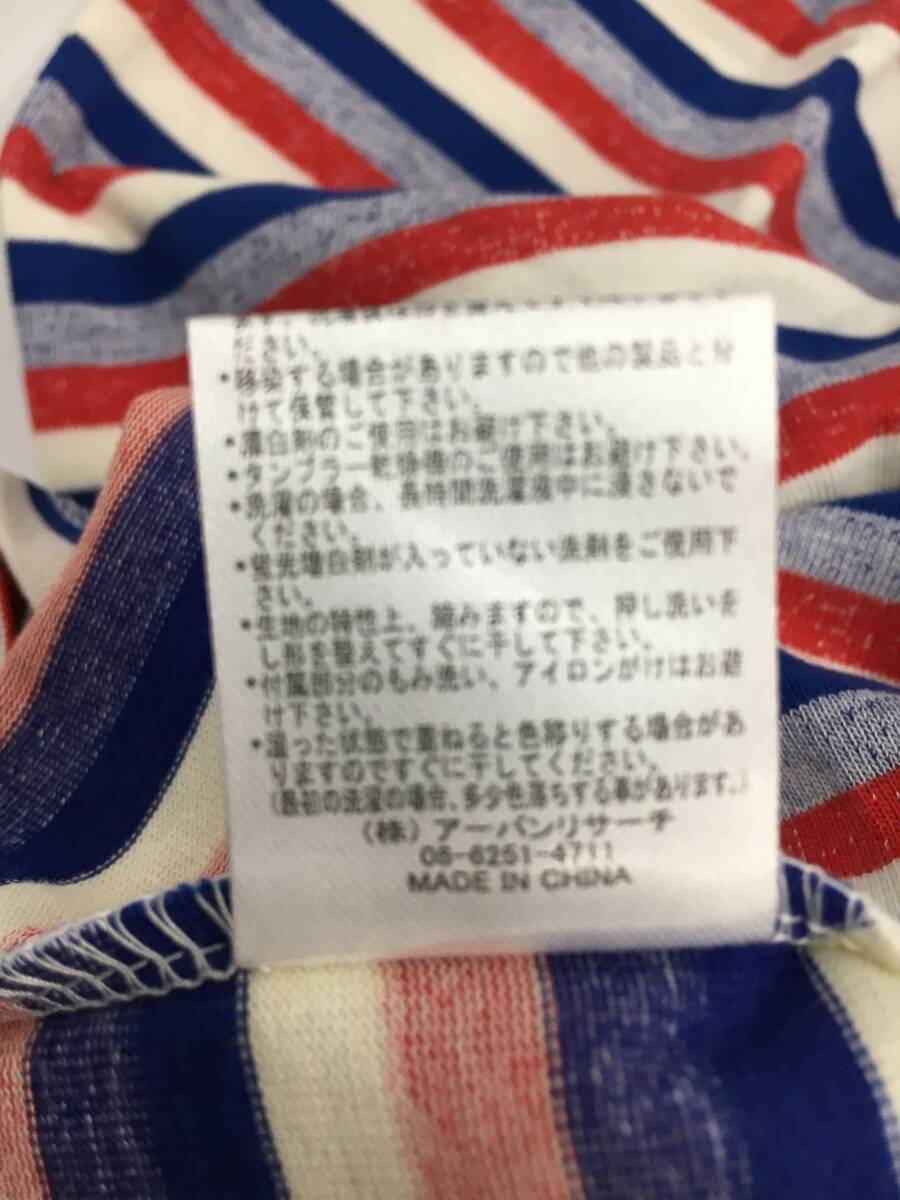 ださい。
・移染する場合がありますので他の製品と分
けて保管して下さい。
・漂白剤のご使用はお避け下さい。
・タンブラー乾燥機のご使用はお避け下さい。
・洗濯の場合、長時間洗濯液中に浸さないで
ください。
・蛍光増白剤が入っていない洗剤をご使用下
さい。
・生地の特性上、縮みますので、押し洗いを
し形を整えてすぐに干して下さい。
・付属部分のもみ洗い、アイロンがけはお避
け下さい。
・湿った状態で重ねると色移りする場合があ
りますのですぐに干してください。
（最初の洗濯の場合、多少色落ちする事があります。）
（株）アーバンリサーチ
06-6251-4711
MADE IN CHINA